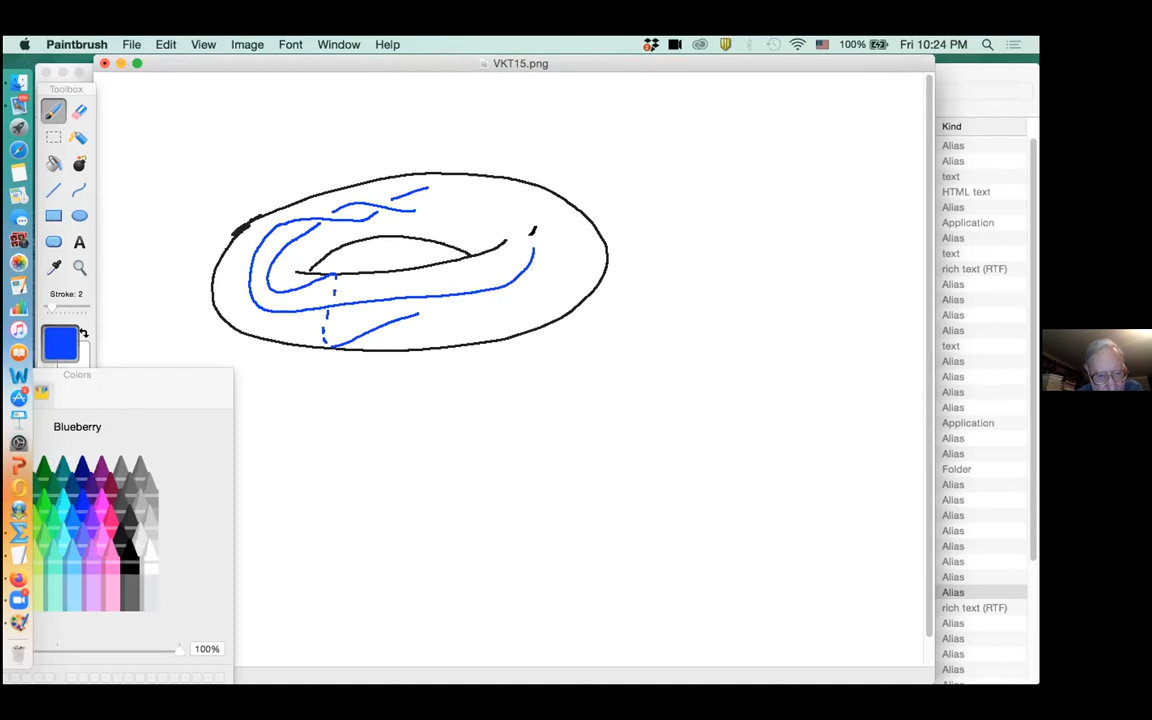 Paintbrush File Edit View Image Font Window Help 100% Fri 10:24 PM
VKT15.png
Toolbox
Stroke: 2
Colors
Blueberry
100%
Kind
Alias
Alias
text
HTML text
Alias
Application
Alias
text
rich text (RTF)
Alias
Alias
Alias
Alias
text
Alias
Alias
Alias
Alias
Application
Alias
Alias
Folder
Alias
Alias
Alias
Alias
Alias
Alias
Alias
Alias
rich text (RTF)
Alias
Alias
Alias
Alias
Alias